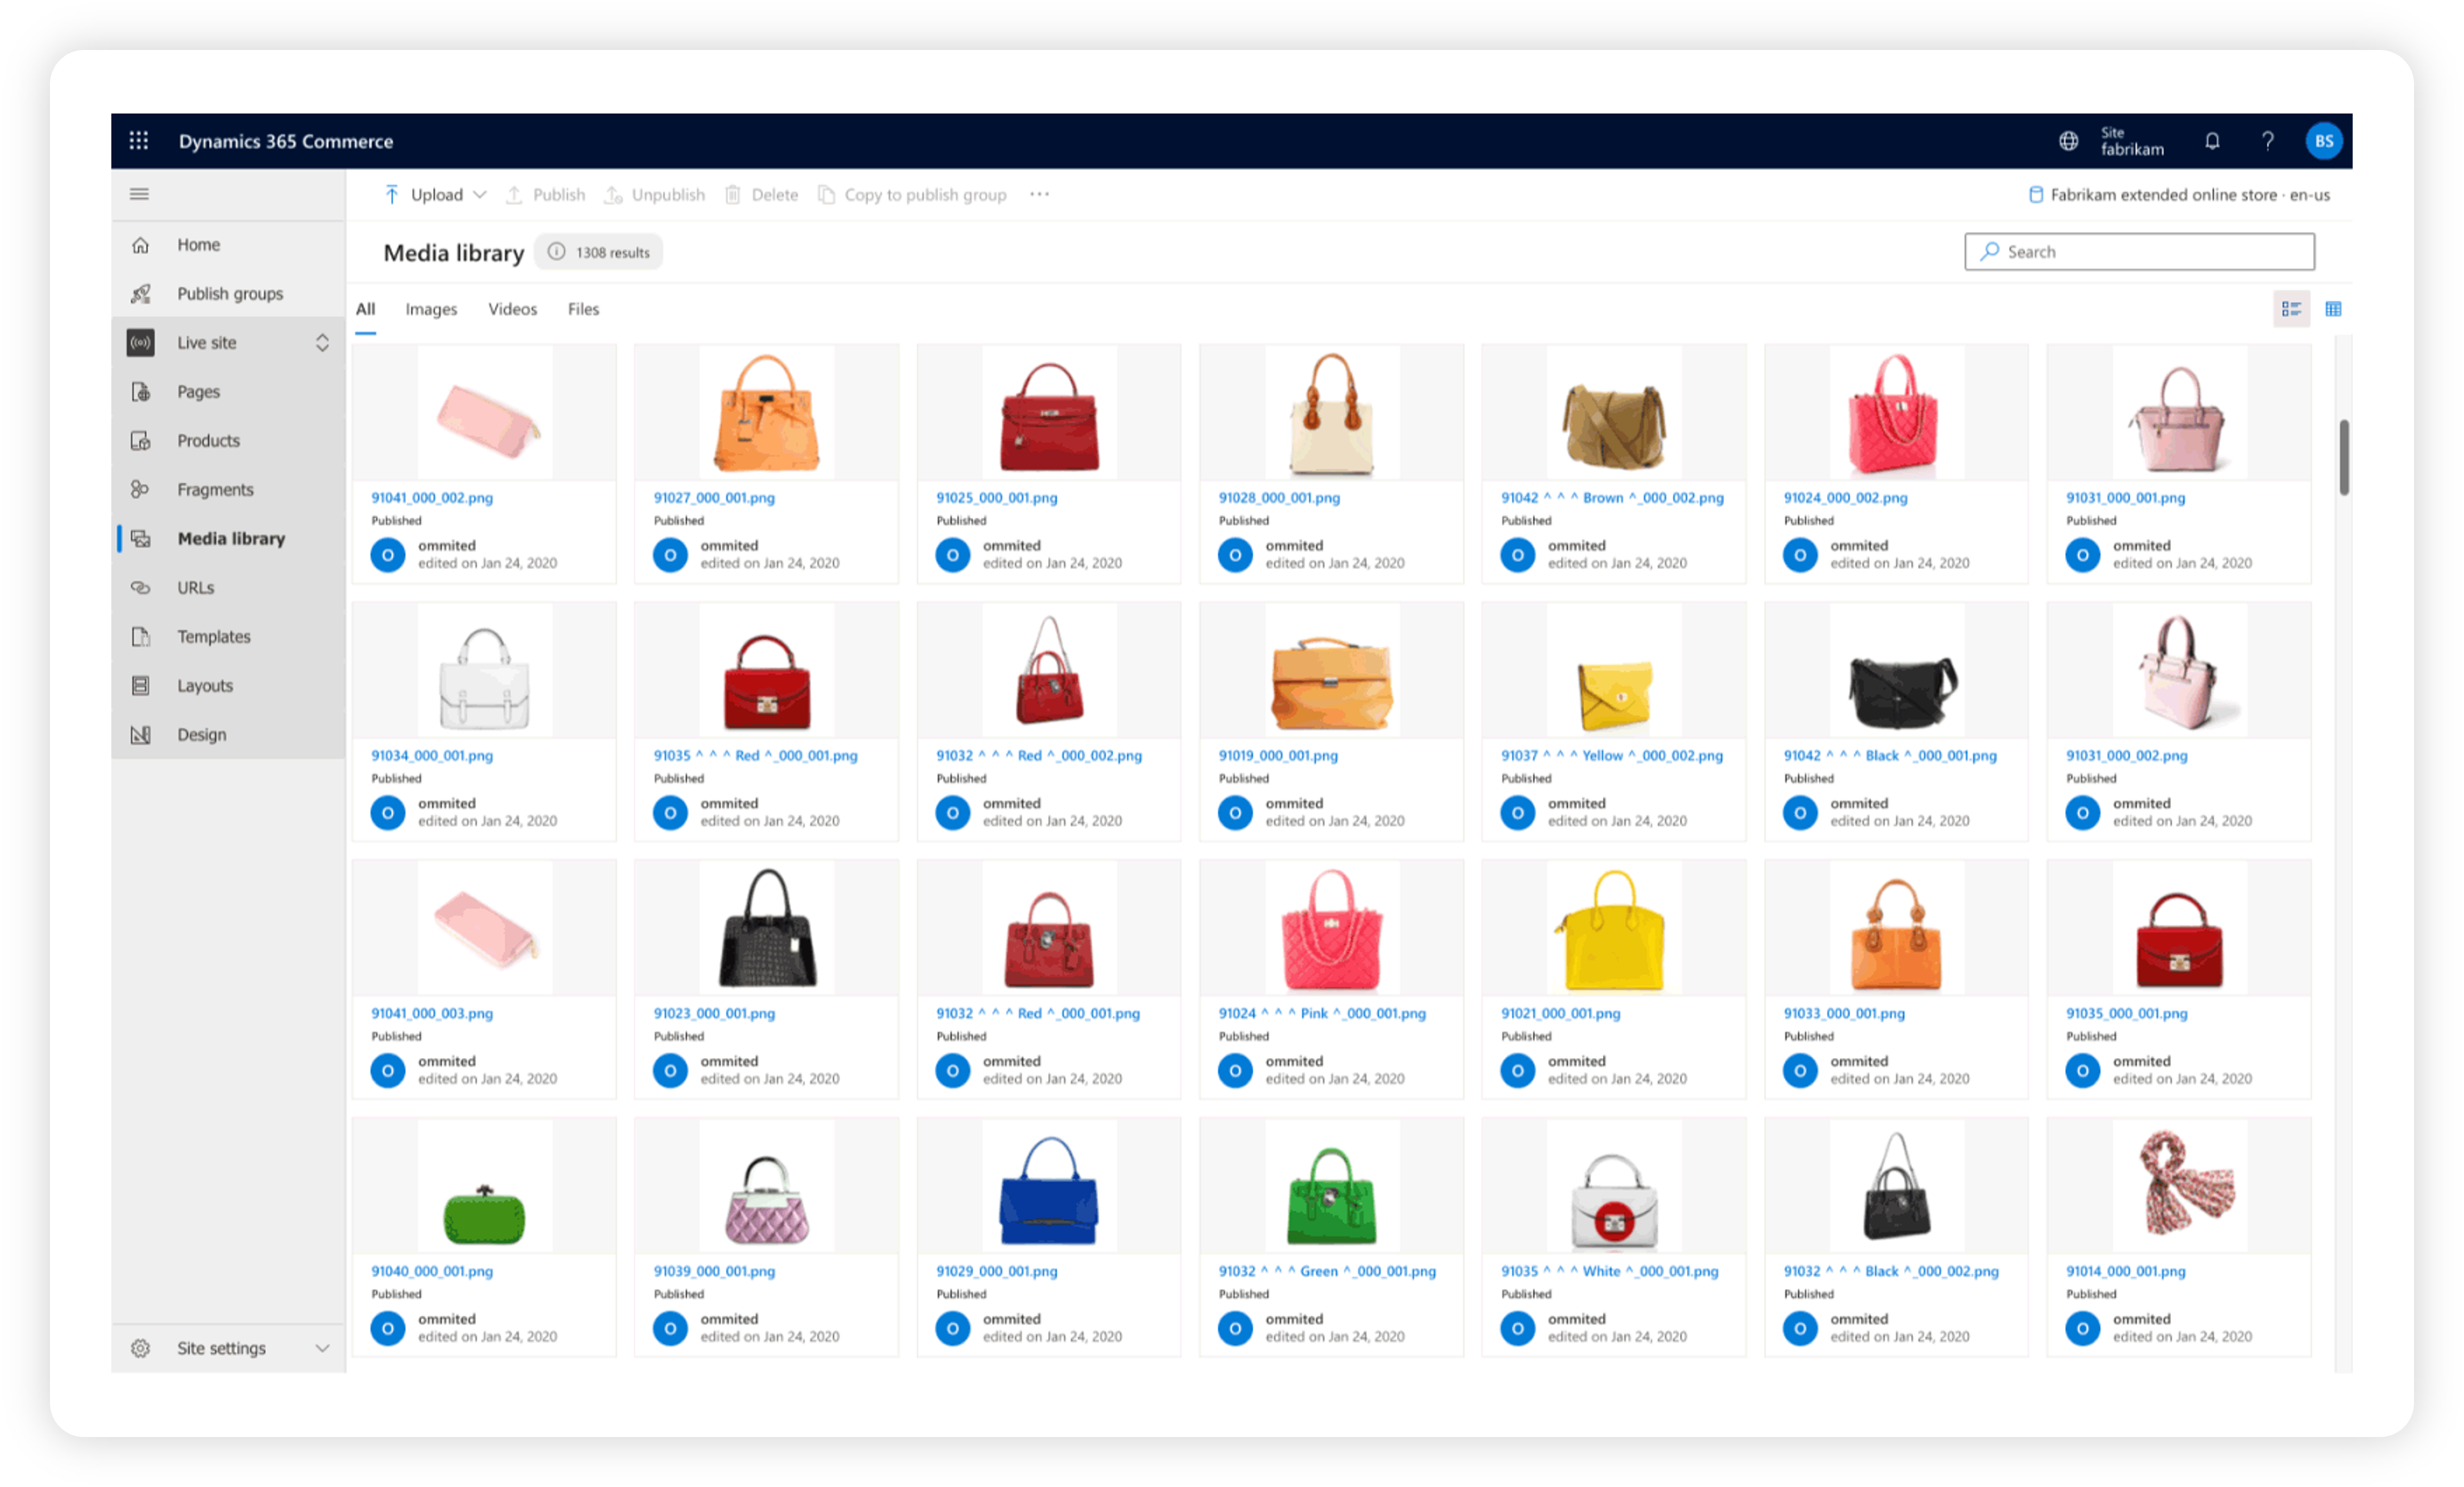 Dynamics 365 Commerce
Site
fabrikam
?
BS
Upload
Publish
Unpublish
Delete
Copy to publish group
...
Fabrikam extended online store · en-us
Home
Publish groups
Live site
Pages
Products
Fragments
Media library
URLs
Templates
Layouts
Design
Site settings
Media library
1308 results
Search
All
Images
Videos
Files
91041_000_002.png
Published
O
ommited
edited on Jan 24, 2020
91027_000_001.png
Published
O
ommited
edited on Jan 24, 2020
91025_000_001.png
Published
O
ommited
edited on Jan 24, 2020
91028_000_001.png
Published
O
ommited
edited on Jan 24, 2020
91042 ^ ^ ^ Brown ^_000_002.png
Published
O
ommited
edited on Jan 24, 2020
91024_000_002.png
Published
O
ommited
edited on Jan 24, 2020
91031_000_001.png
Published
O
ommited
edited on Jan 24, 2020
91034_000_001.png
Published
O
ommited
edited on Jan 24, 2020
91035 ^ ^ ^ Red ^_000_001.png
Published
O
ommited
edited on Jan 24, 2020
91032 ^ ^ ^ Red ^_000_002.png
Published
O
ommited
edited on Jan 24, 2020
91019_000_001.png
Published
O
ommited
edited on Jan 24, 2020
91037 ^ ^ ^ Yellow ^_000_002.png
Published
O
ommited
edited on Jan 24, 2020
91042 ^ ^ ^ Black ^_000_001.png
Published
O
ommited
edited on Jan 24, 2020
91031_000_002.png
Published
O
ommited
edited on Jan 24, 2020
91041_000_003.png
Published
O
ommited
edited on Jan 24, 2020
91023_000_001.png
Published
O
ommited
edited on Jan 24, 2020
91032 ^ ^ ^ Red ^_000_001.png
Published
O
ommited
edited on Jan 24, 2020
91024 ^ ^ ^ Pink ^_000_001.png
Published
O
ommited
edited on Jan 24, 2020
91021_000_001.png
Published
O
ommited
edited on Jan 24, 2020
91033_000_001.png
Published
O
ommited
edited on Jan 24, 2020
91035_000_001.png
Published
O
ommited
edited on Jan 24, 2020
91040_000_001.png
Published
O
ommited
edited on Jan 24, 2020
91039_000_001.png
Published
O
ommited
edited on Jan 24, 2020
91029_000_001.png
Published
O
ommited
edited on Jan 24, 2020
91032 ^ ^ ^ Green ^_000_001.png
Published
O
ommited
edited on Jan 24, 2020
91035 ^ ^ ^ White ^_000_001.png
Published
O
ommited
edited on Jan 24, 2020
91032 ^ ^ ^ Black ^_000_002.png
Published
O
ommited
edited on Jan 24, 2020
91014_000_001.png
Published
O
ommited
edited on Jan 24, 2020